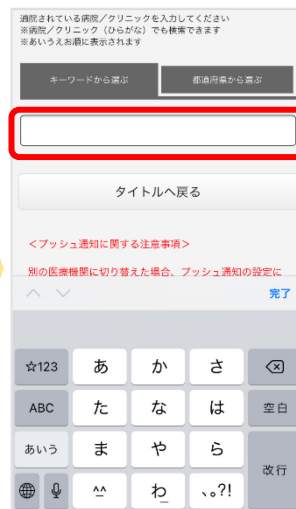 通院されている病院／クリニックを入力してください
※病院／クリニック（ひらがな）でも検索できます
※あいうえお順に表示されます
キーワードから選ぶ 都道府県から選ぶ
タイトルへ戻る
＜プッシュ通知に関する注意事項＞
別の医療機関に切り替えた場合、プッシュ通知の設定に
完了
☆123 あ か さ
ABC た な は 空白
あいう ま や ら
改行
^^ わ_ 、。?!